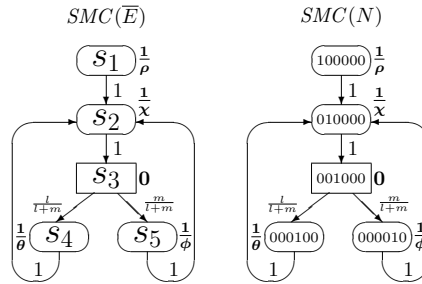 SMC(E̅) SMC(N)
s₁ 1/ρ 100000 1/ρ
1 1
s₂ 1/χ 010000 1/χ
1 1
s₃ 0 001000 0
l/(l+m) m/(l+m) l/(l+m) m/(l+m)
1/θ s₄ s₅ 1/ϕ 1/θ 000100 000010 1/ϕ
1 1 1 1